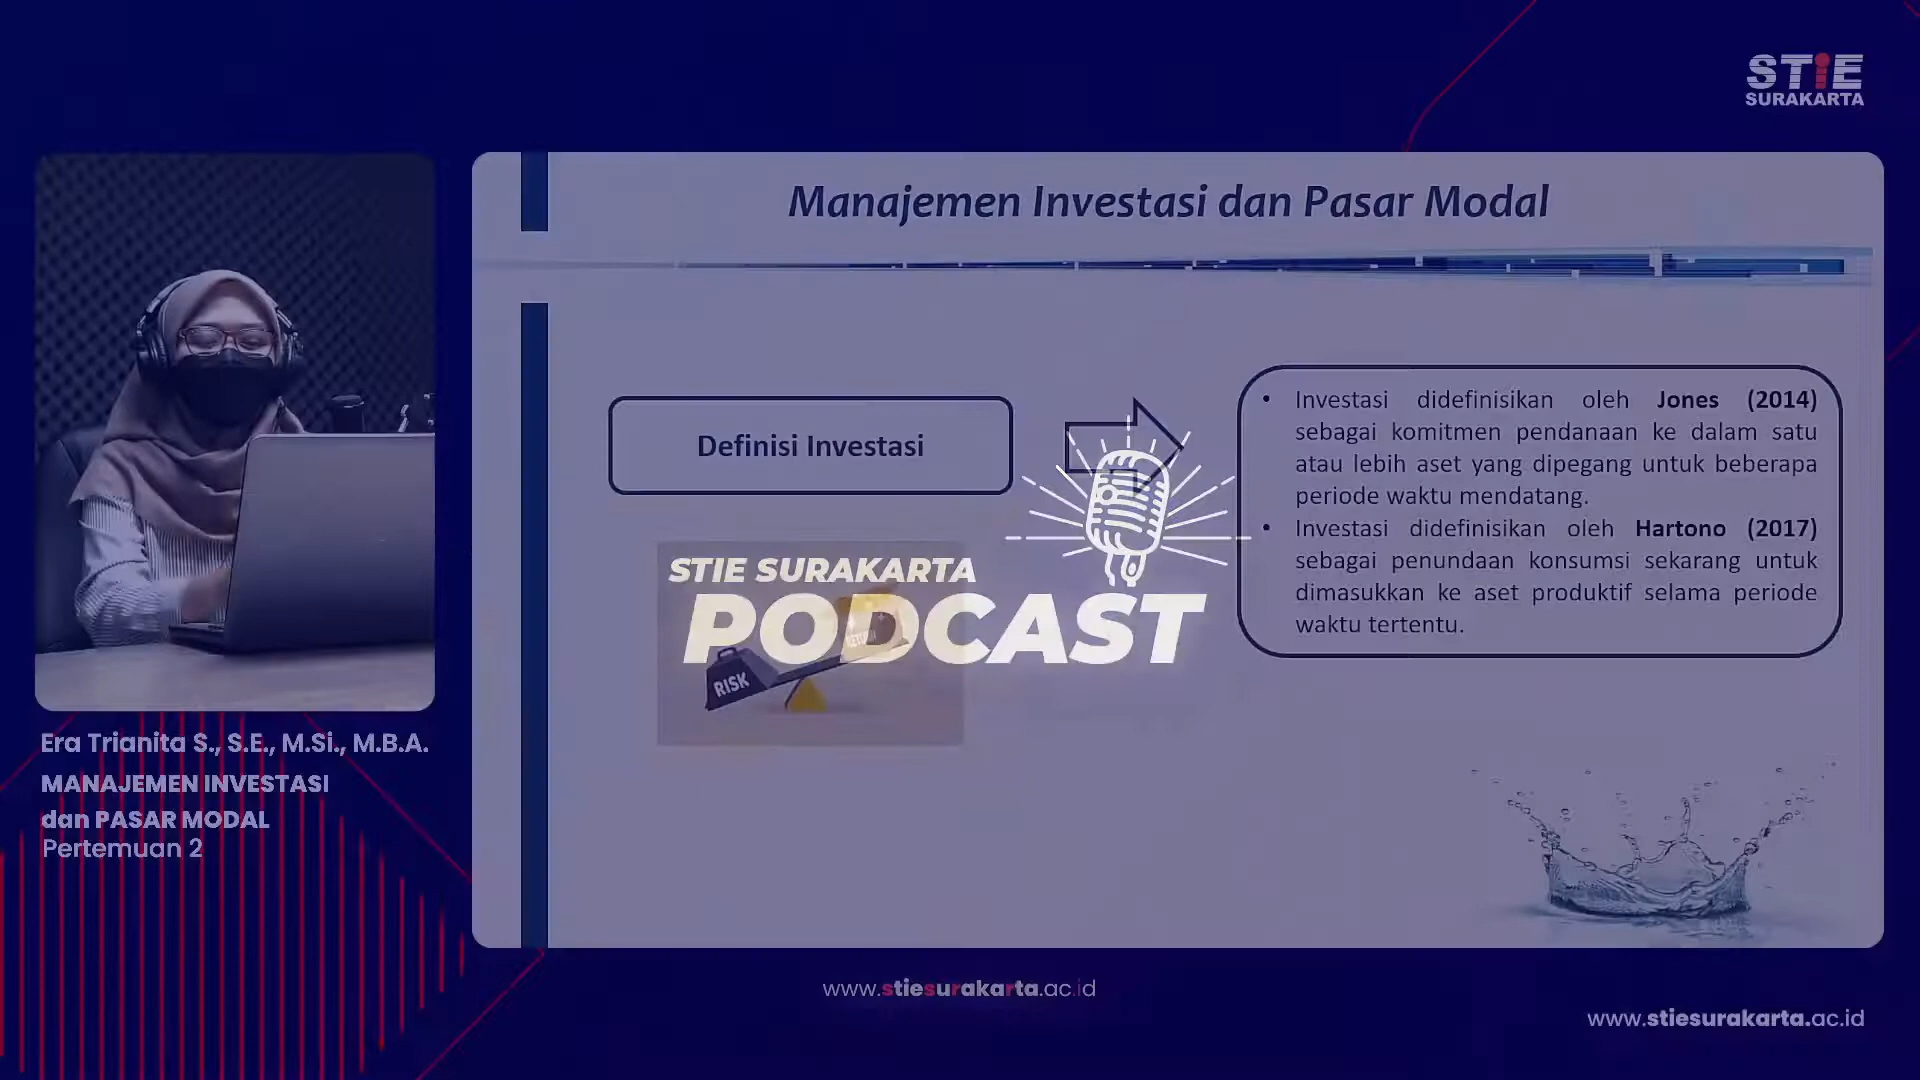 STIE
SURAKARTA
Manajemen Investasi dan Pasar Modal
Definisi Investasi
• Investasi didefinisikan oleh Jones (2014)
sebagai komitmen pendanaan ke dalam satu
atau lebih aset yang dipegang untuk beberapa
periode waktu mendatang.
• Investasi didefinisikan oleh Hartono (2017)
sebagai penundaan konsumsi sekarang untuk
dimasukkan ke aset produktif selama periode
waktu tertentu.
STIE SURAKARTA
PODCAST
RISK
Era Trianita S., S.E., M.Si., M.B.A.
MANAJEMEN INVESTASI
dan PASAR MODAL
Pertemuan 2
www.stiesurakarta.ac.id
www.stiesurakarta.ac.id